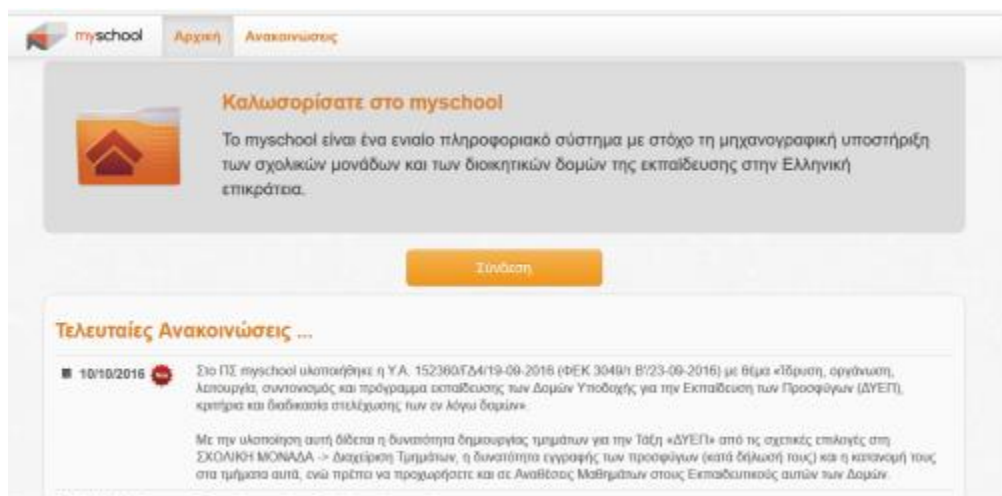 myschool Αρχική Ανακοινώσεις
Καλωσορίσατε στο myschool
Το myschool είναι ένα ενιαίο πληροφοριακό σύστημα με στόχο τη μηχανογραφική υποστήριξη
των σχολικών μονάδων και των διοικητικών δομών της εκπαίδευσης στην Ελληνική
επικράτεια.
Σύνδεση
Τελευταίες Ανακοινώσεις ...
10/10/2016 Στο ΠΣ myschool υλοποιήθηκε η Υ.Α. 152360/ΓΔ4/19-09-2016 (ΦΕΚ 3049/τ.Β'/23-09-2016) με θέμα «Ίδρυση, οργάνωση,
λειτουργία, συντονισμός και πρόγραμμα εκπαίδευσης των Δομών Υποδοχής για την Εκπαίδευση των Προσφύγων (ΔΥΕΠ),
κριτήρια και διαδικασία στελέχωσης των εν λόγω δομών».
Με την υλοποίηση αυτή δίδεται η δυνατότητα δημιουργίας τμημάτων για την Τάξη «ΔΥΕΠ» από τις σχετικές επιλογές στη
ΣΧΟΛΙΚΗ ΜΟΝΑΔΑ -> Διαχείριση Τμημάτων, η δυνατότητα εγγραφής των προσφύγων (κατά δήλωσή τους) και η κατανομή τους
στα τμήματα αυτά, ενώ πρέπει να προχωρήσετε και σε Αναθέσεις Μαθημάτων στους Εκπαιδευτικούς αυτών των Δομών.